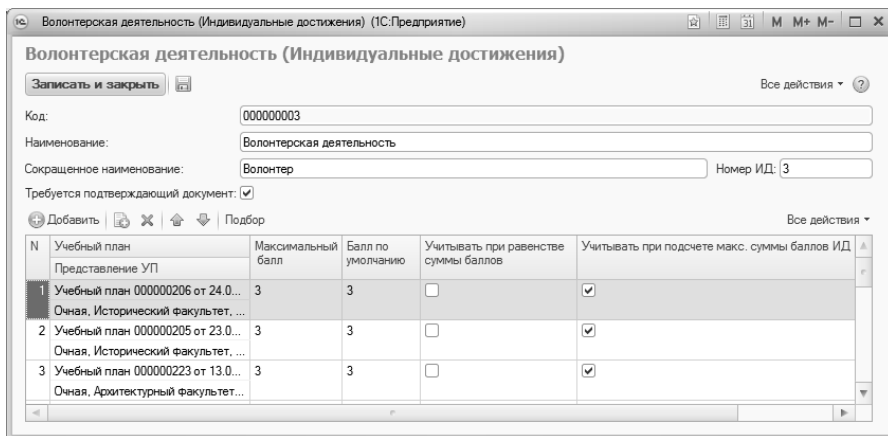 Волонтерская деятельность (Индивидуальные достижения) (1С:Предприятие)
31 M M+ M-
Волонтерская деятельность (Индивидуальные достижения)
Записать и закрыть
Все действия
?
Код: 000000003
Наименование: Волонтерская деятельность
Сокращенное наименование: Волонтер Номер ИД: 3
Требуется подтверждающий документ:
Добавить Подбор Все действия
N Учебный план Максимальный балл Балл по умолчанию Учитывать при равенстве суммы баллов Учитывать при подсчете макс. суммы баллов ИД
Представление УП
1 Учебный план 000000206 от 24.0... 3 3
Очная, Исторический факультет, ...
2 Учебный план 000000205 от 23.0... 3 3
Очная, Исторический факультет, ...
3 Учебный план 000000223 от 13.0... 3 3
Очная, Архитектурный факультет...